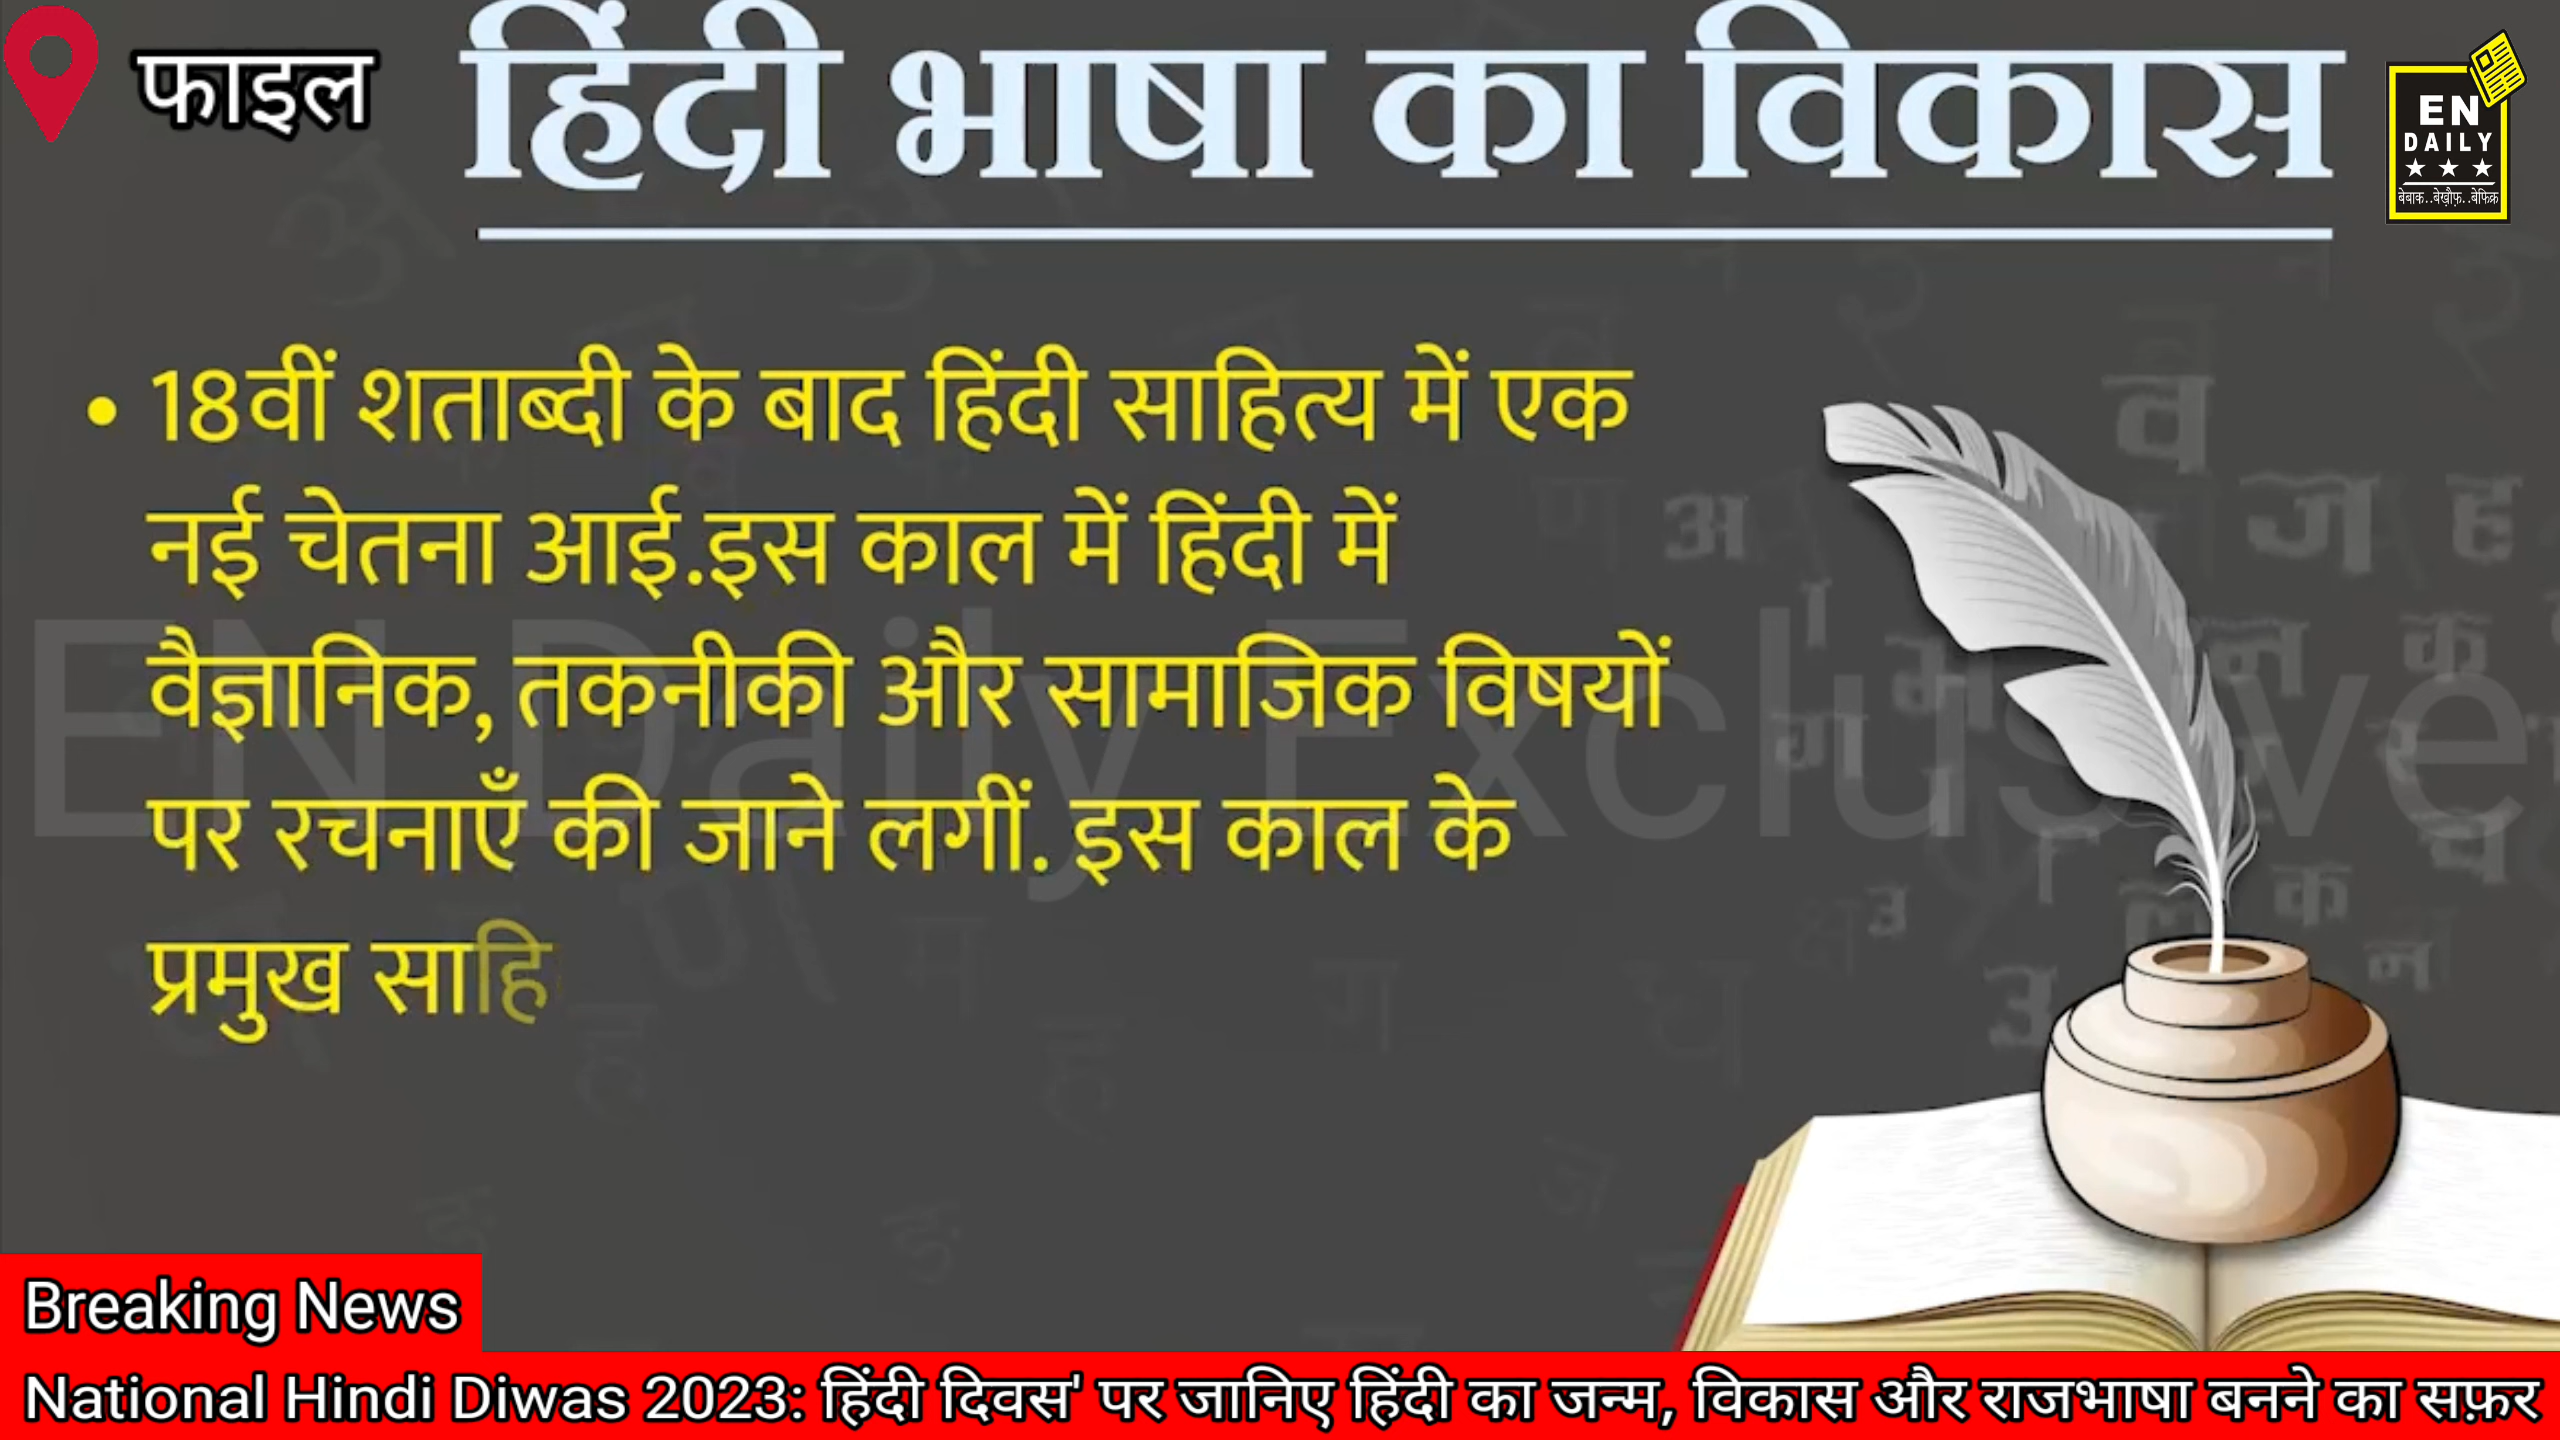 फाइल
हिंदी भाषा का विकास
EN
DAILY
बेबाक..बेख़ौफ़..बेफिक्र
• 18वीं शताब्दी के बाद हिंदी साहित्य में एक
नई चेतना आई.इस काल में हिंदी में
वैज्ञानिक, तकनीकी और सामाजिक विषयों
पर रचनाएँ की जाने लगीं. इस काल के
प्रमुख साहि
EN Daily Exclusive
Breaking News
National Hindi Diwas 2023: हिंदी दिवस' पर जानिए हिंदी का जन्म, विकास और राजभाषा बनने का सफ़र